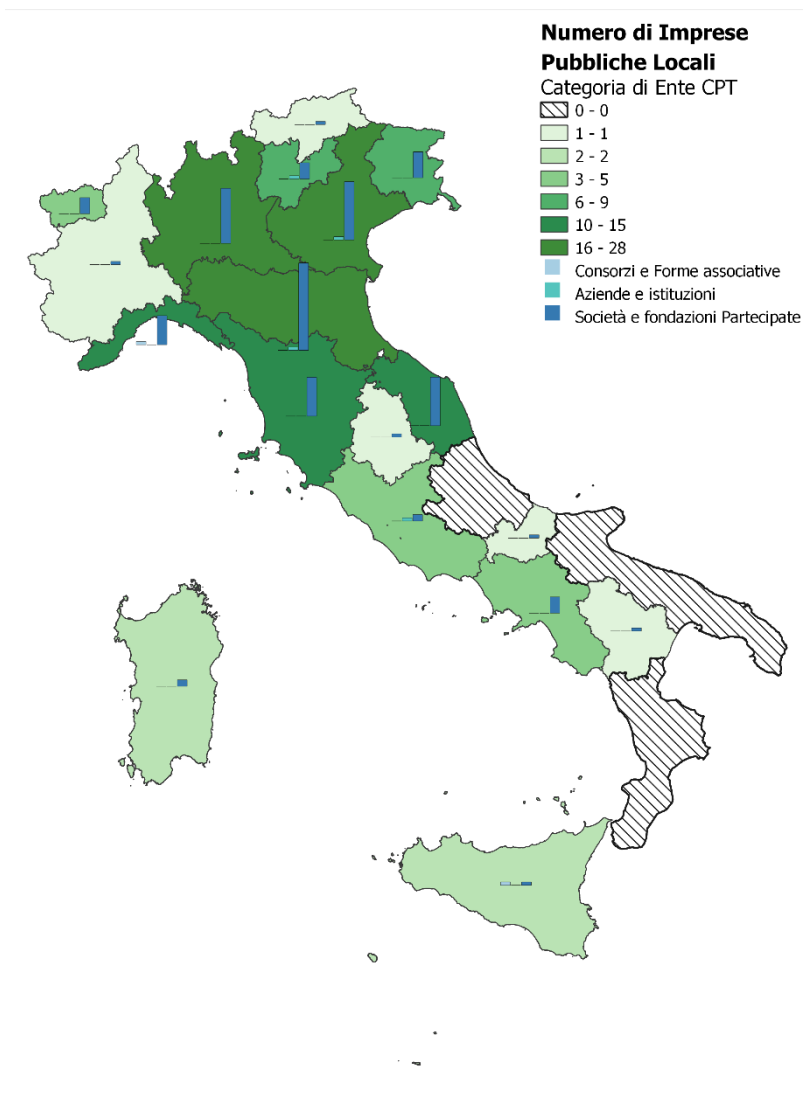 Numero di Imprese
Pubbliche Locali
Categoria di Ente CPT
0 - 0
1 - 1
2 - 2
3 - 5
6 - 9
10 - 15
16 - 28
Consorzi e Forme associative
Aziende e istituzioni
Società e fondazioni Partecipate